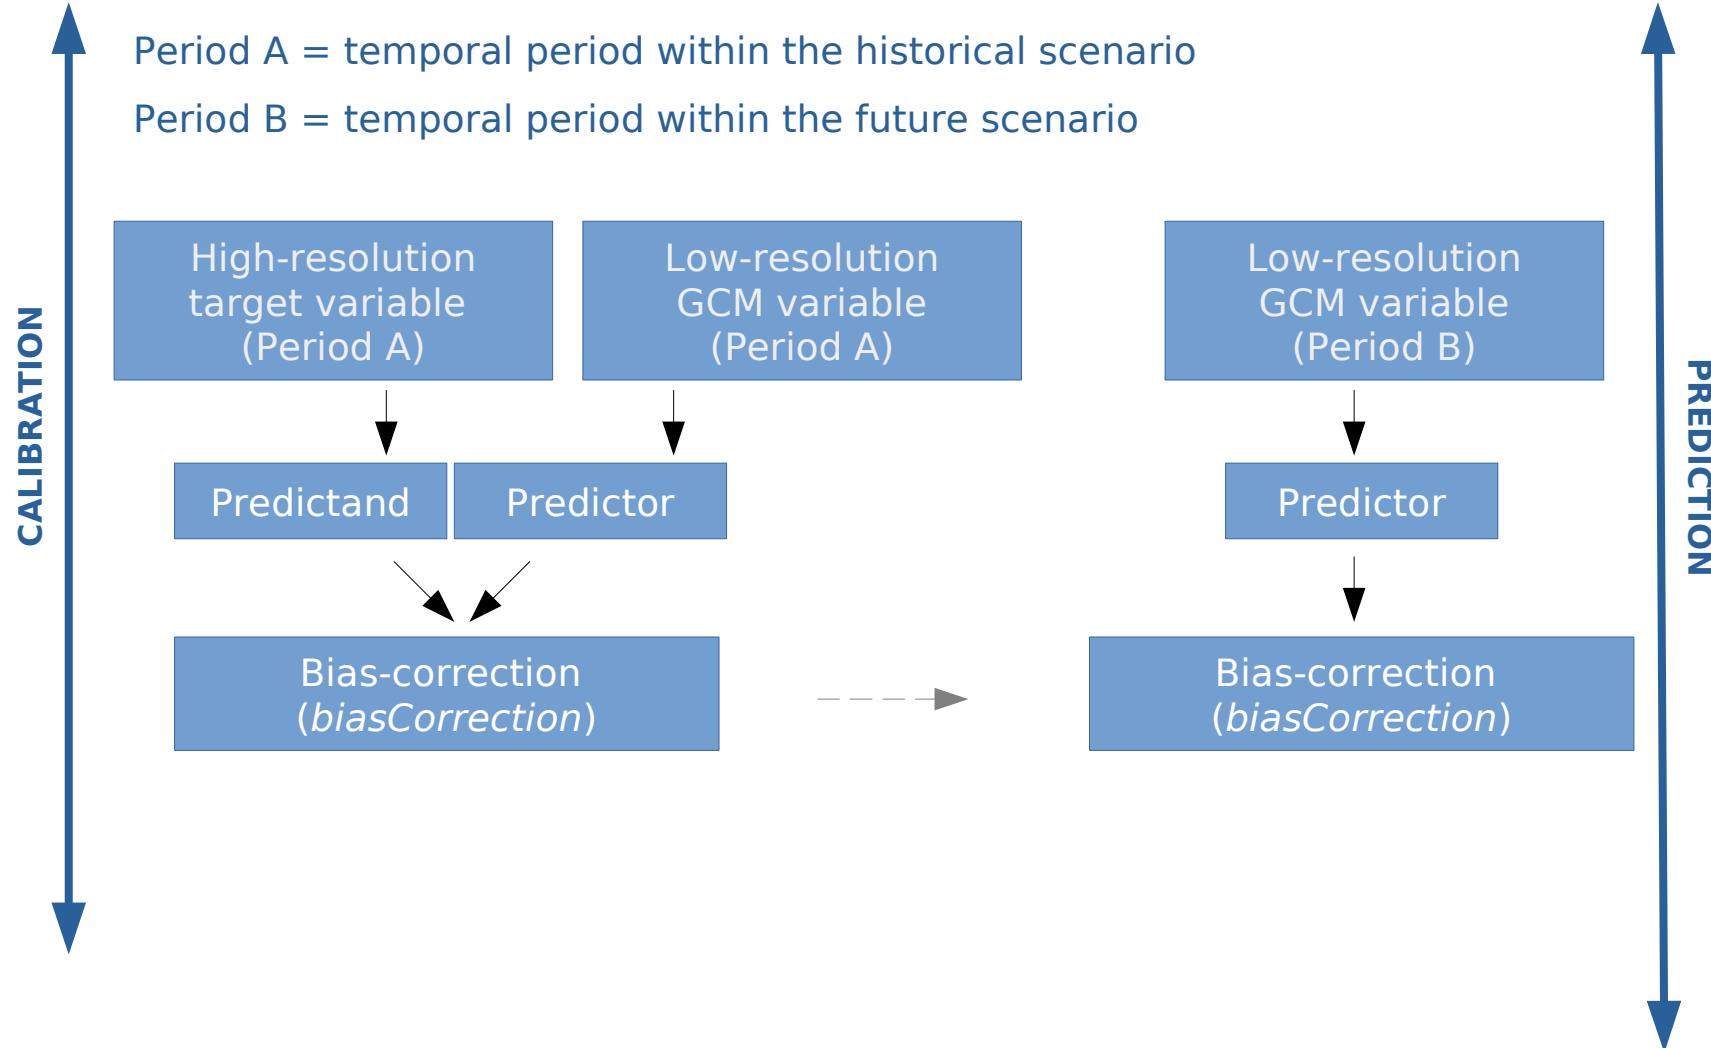 Period A = temporal period within the historical scenario
Period B = temporal period within the future scenario
CALIBRATION
High-resolution
target variable
(Period A)
Low-resolution
GCM variable
(Period A)
Low-resolution
GCM variable
(Period B)
PREDICTION
Predictand
Predictor
Predictor
Bias-correction
(biasCorrection)
Bias-correction
(biasCorrection)